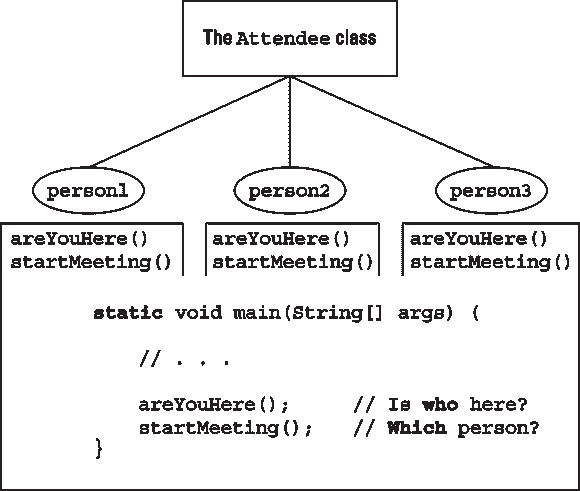 The Attendee class
person1 person2 person3
areYouHere() areYouHere() areYouHere()
startMeeting() startMeeting() startMeeting()
static void main(String[] args) {
// . . .
areYouHere(); // Is who here?
startMeeting(); // Which person?
}